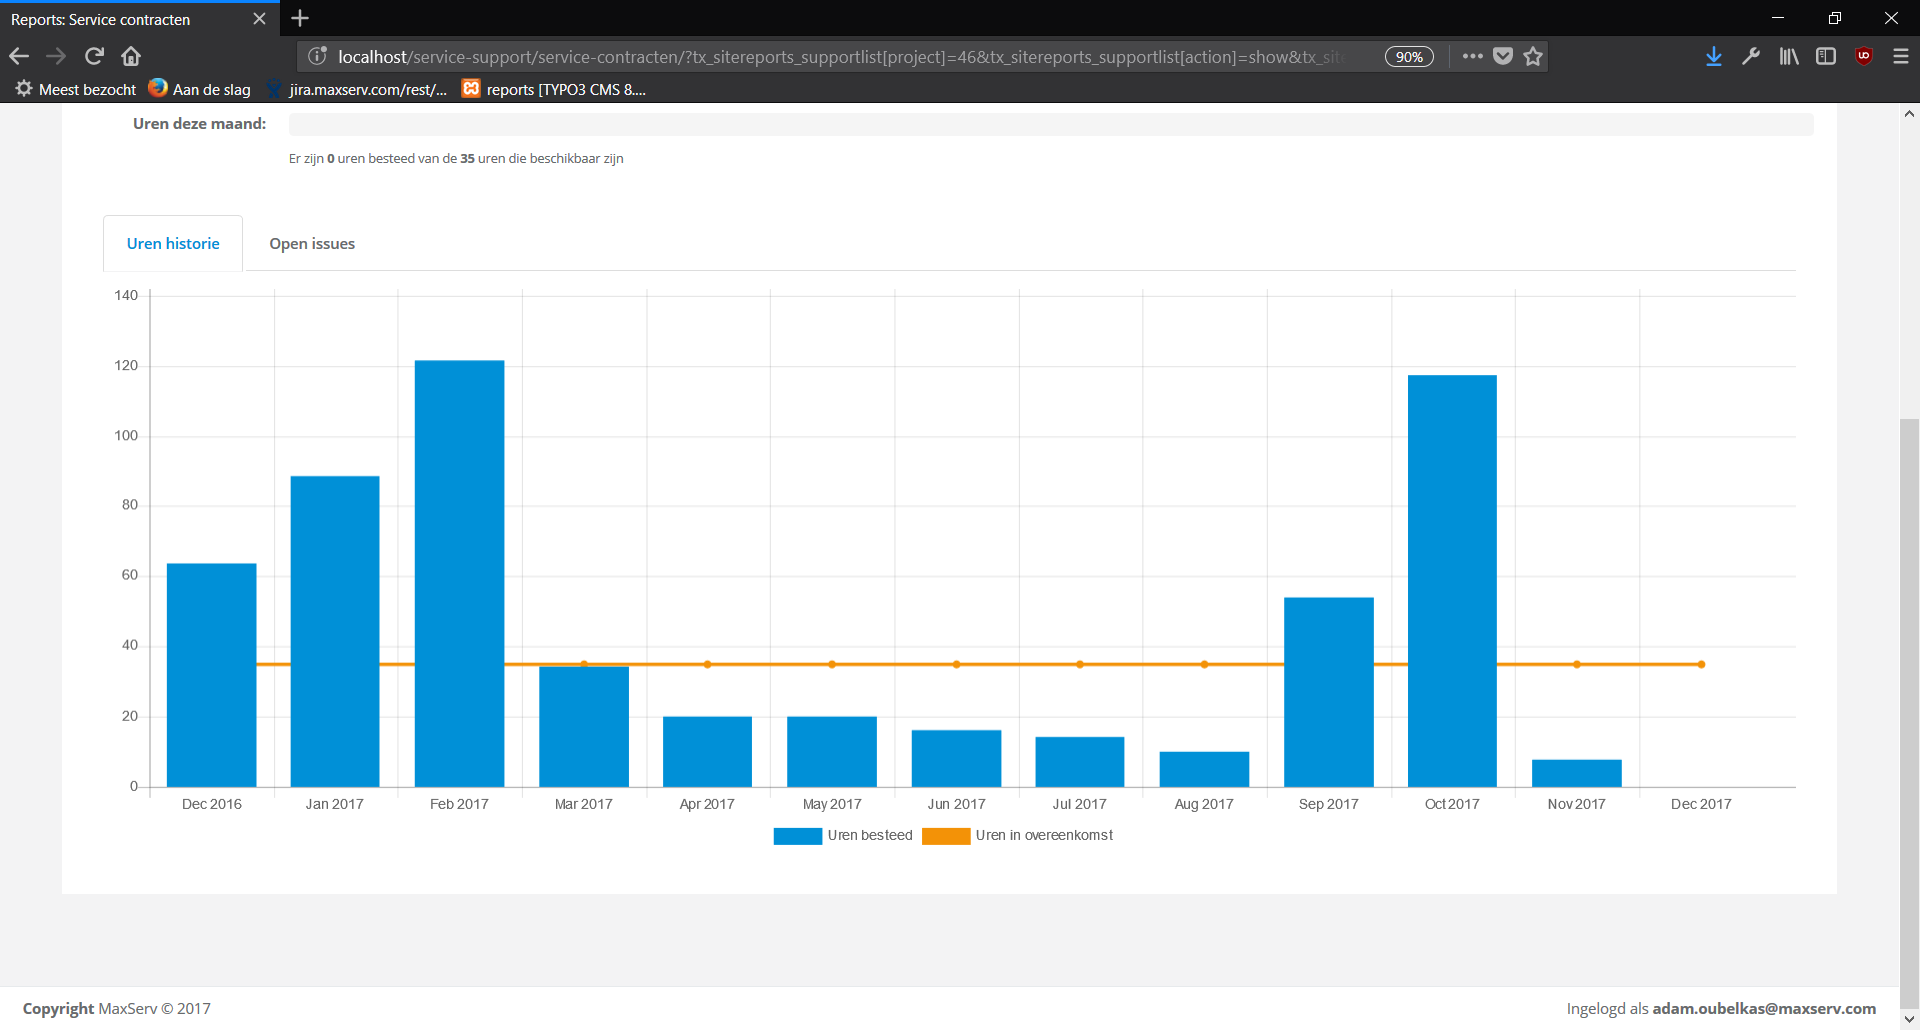 Reports: Service contracten
localhost/service-support/service-contracten/?tx_sitereports_supportlist[project]=46&tx_sitereports_supportlist[action]=show&tx_sit
90%
Meest bezocht Aan de slag jira.maxserv.com/rest/... reports [TYPO3 CMS 8....
Uren deze maand:
Er zijn 0 uren besteed van de 35 uren die beschikbaar zijn
Uren historie Open issues
140
120
100
80
60
40
20
0
Dec 2016 Jan 2017 Feb 2017 Mar 2017 Apr 2017 May 2017 Jun 2017 Jul 2017 Aug 2017 Sep 2017 Oct 2017 Nov 2017 Dec 2017
Uren besteed Uren in overeenkomst
Copyright MaxServ © 2017 Ingelogd als adam.oubelkas@maxserv.com